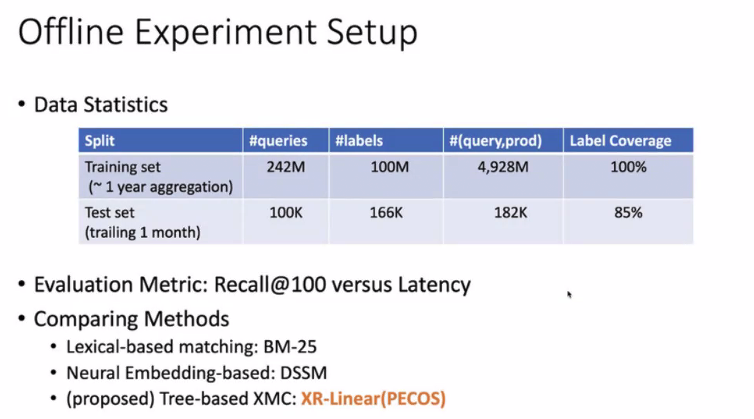 Offline Experiment Setup
• Data Statistics
Split #queries #labels #(query,prod) Label Coverage
Training set 242M 100M 4,928M 100%
(~ 1 year aggregation)
Test set 100K 166K 182K 85%
(trailing 1 month)
• Evaluation Metric: Recall@100 versus Latency
• Comparing Methods
• Lexical-based matching: BM-25
• Neural Embedding-based: DSSM
• (proposed) Tree-based XMC: XR-Linear(PECOS)